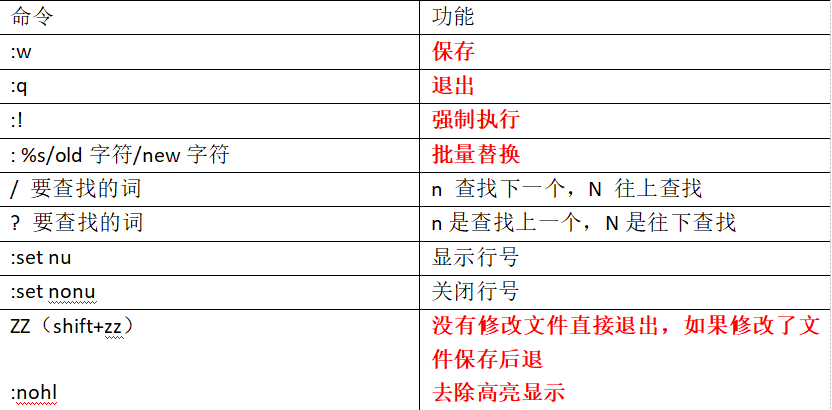 命令 功能
:w 保存
:q 退出
:! 强制执行
: %s/old 字符/new 字符 批量替换
/ 要查找的词 n 查找下一个，N 往上查找
? 要查找的词 n 是查找上一个，N 是往下查找
:set nu 显示行号
:set nonu 关闭行号
ZZ（shift+zz） 没有修改文件直接退出，如果修改了文
件保存后退
:nohl 去除高亮显示